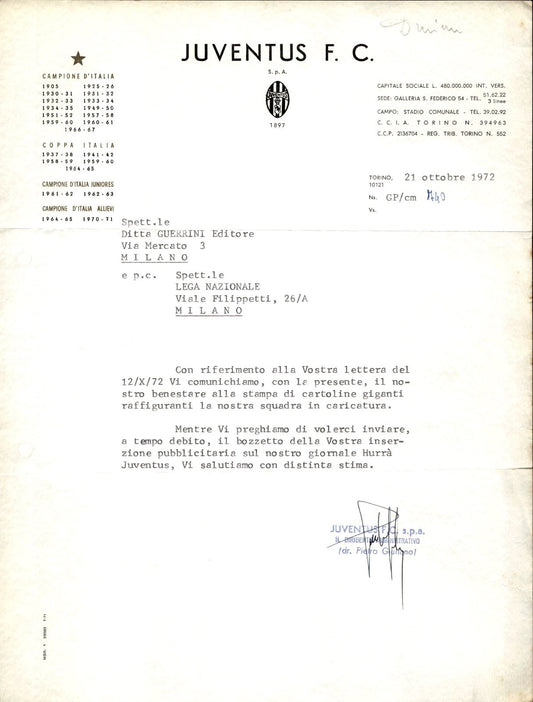 JUVENTUS F. C.
S.p.A.
1897
CAMPIONE D'ITALIA
1905 1925-26
1930-31 1931-32
1932-33 1933-34
1934-35 1949-50
1951-52 1957-58
1959-60 1960-61
1966-67
COPPA ITALIA
1937-38 1941-42
1958-59 1959-60
1964-65
CAMPIONE D'ITALIA JUNIORES
1961-62 1962-63
CAMPIONE D'ITALIA ALLIEVI
1964-65 1970-71
CAPITALE SOCIALE L. 480.000.000 INT. VERS.
SEDE: GALLERIA S. FEDERICO 54 - TEL. 51.62.22 3 linee
CAMPO: STADIO COMUNALE - TEL. 39.02.92
C. C. I. A. TORINO N. 394963
C.C.P. 2136704 - REG. TRIB. TORINO N. 552
TORINO, 21 ottobre 1972
10121
Ns. GP/cm 740
Vs.
Spett.le
Ditta GUERRINI Editore
Via Mercato 3
MILANO
e p.c. Spett.le
LEGA NAZIONALE
Viale Filippetti, 26/A
MILANO
Con riferimento alla Vostra lettera del
12/X/72 Vi comunichiamo, con la presente, il no-
stro benestare alla stampa di cartoline giganti
raffiguranti la nostra squadra in caricatura.
Mentre Vi preghiamo di volerci inviare,
a tempo debito, il bozzetto della Vostra inser-
zione pubblicitaria sul nostro giornale Hurrà
Juventus, Vi salutiamo con distinta stima.
JUVENTUS F.C. s.p.a.
(dr. Pietro Giuliano)